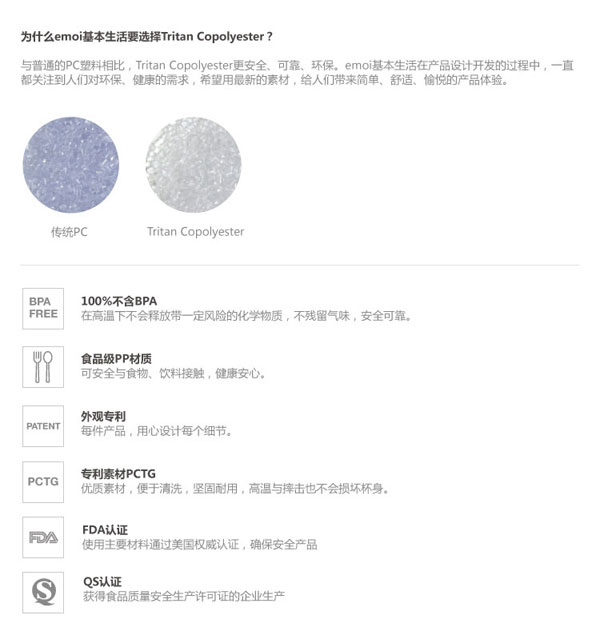 为什么emoi基本生活要选择Tritan Copolyester？
与普通的PC塑料相比，Tritan Copolyester更安全、可靠、环保。emoi基本生活在产品设计开发的过程中，一直
都关注到人们对环保、健康的需求，希望用最新的素材，给人们带来简单、舒适、愉悦的产品体验。
传统PC
Tritan Copolyester
BPA
FREE
100%不含BPA
在高温下不会释放带一定风险的化学物质，不残留气味，安全可靠。
食品级PP材质
可安全与食物、饮料接触，健康安心。
PATENT
外观专利
每件产品，用心设计每个细节。
PCTG
专利素材PCTG
优质素材，便于清洗，坚固耐用，高温与摔击也不会损坏杯身。
FDA
FDA认证
使用主要材料通过美国权威认证，确保安全产品
QS认证
获得食品质量安全生产许可证的企业生产